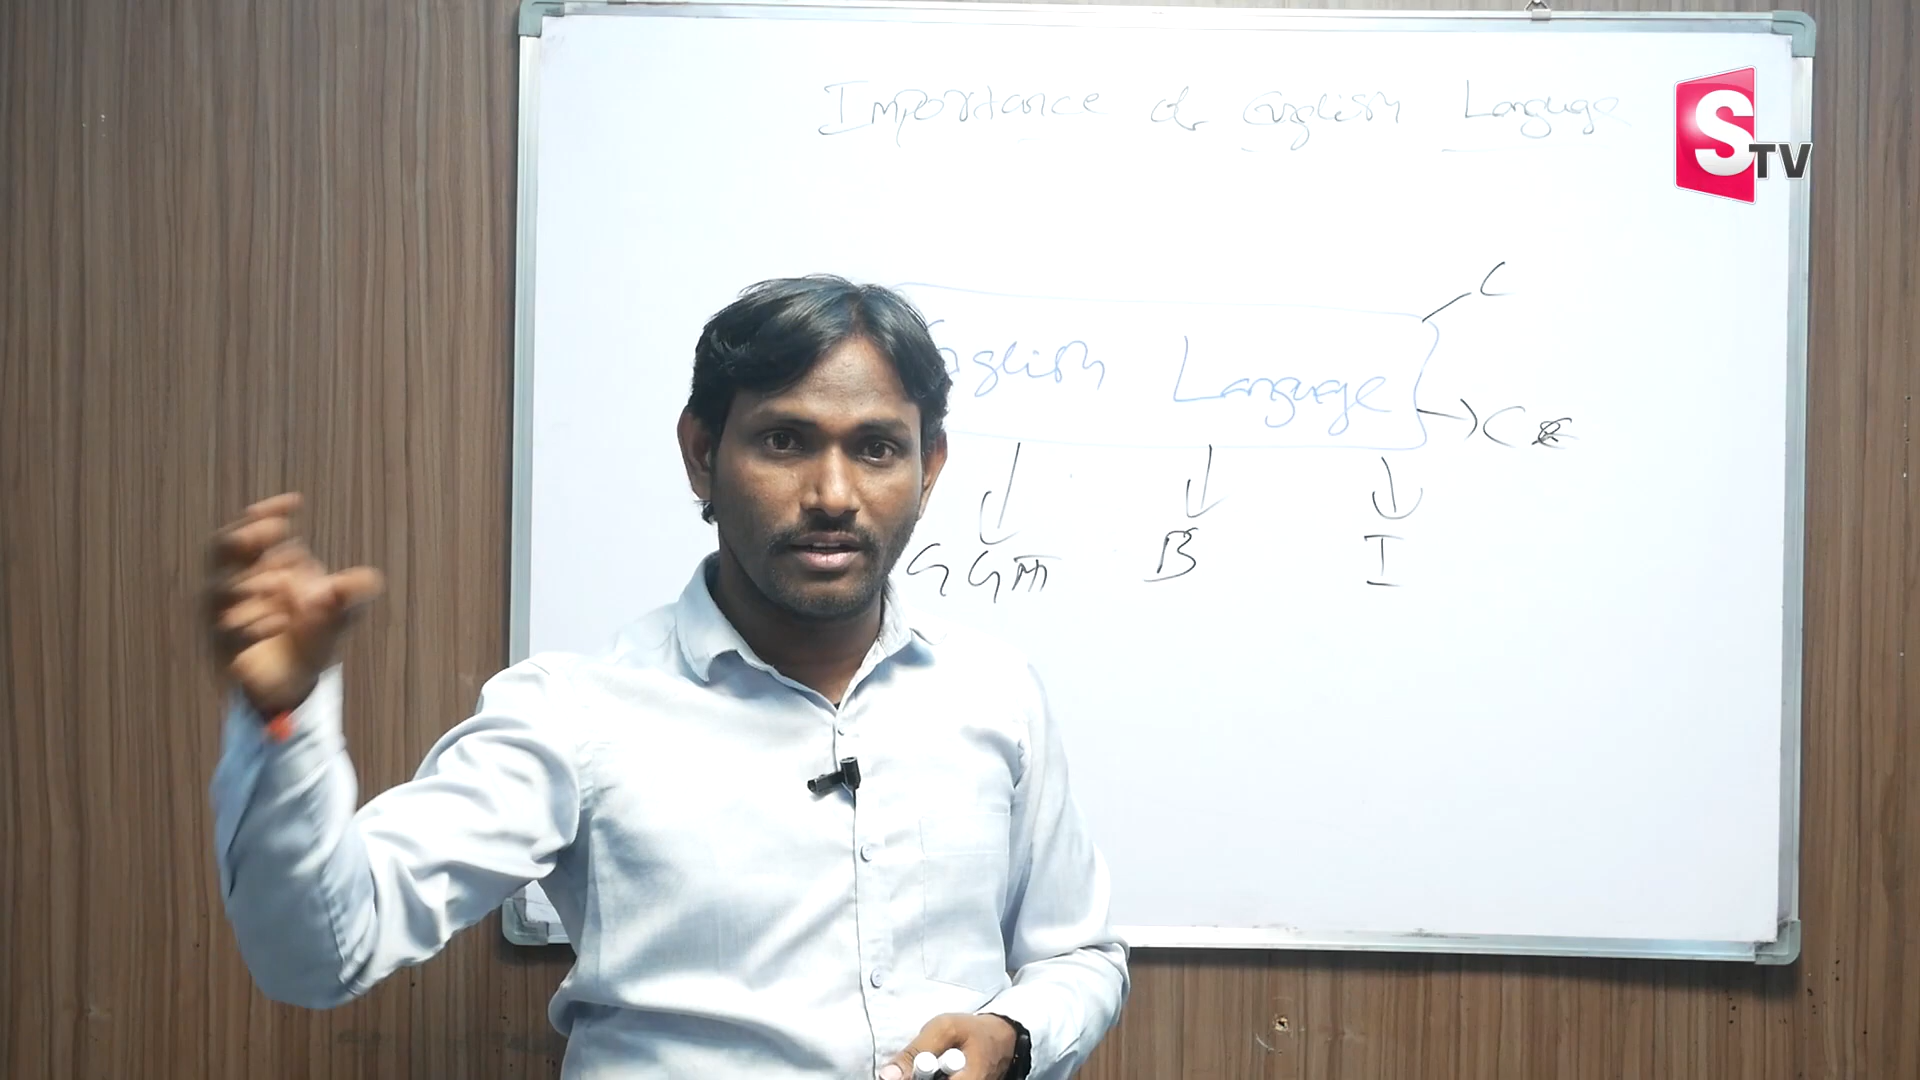 Importance of English Language
STV
C
English Language
C
G G M B I